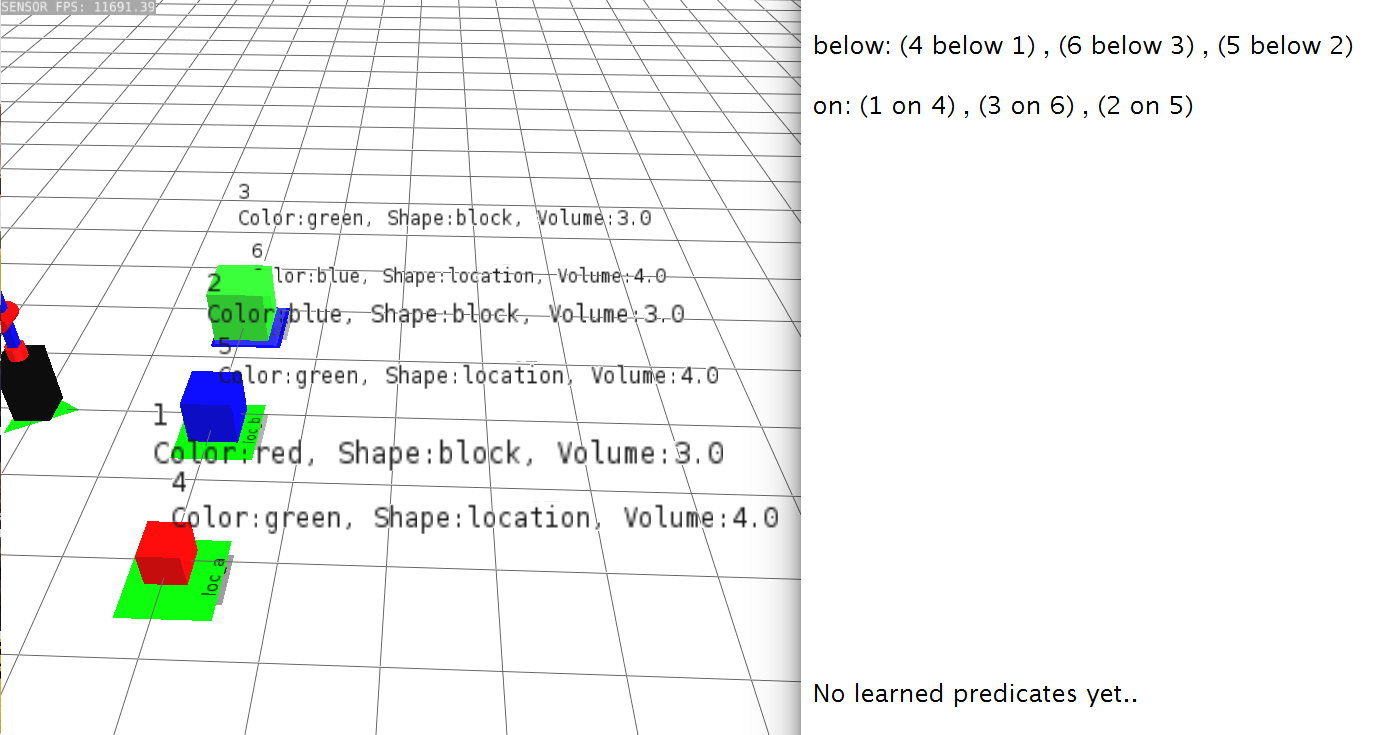 SENSOR FPS: 11691.39
3
Color:green, Shape:block, Volume:3.0
6
Color:blue, Shape:location, Volume:4.0
2
Color:blue, Shape:block, Volume:3.0
5
Color:green, Shape:location, Volume:4.0
loc_b
1
Color:red, Shape:block, Volume:3.0
4
Color:green, Shape:location, Volume:4.0
loc_a
below: (4 below 1) , (6 below 3) , (5 below 2)
on: (1 on 4) , (3 on 6) , (2 on 5)
No learned predicates yet..